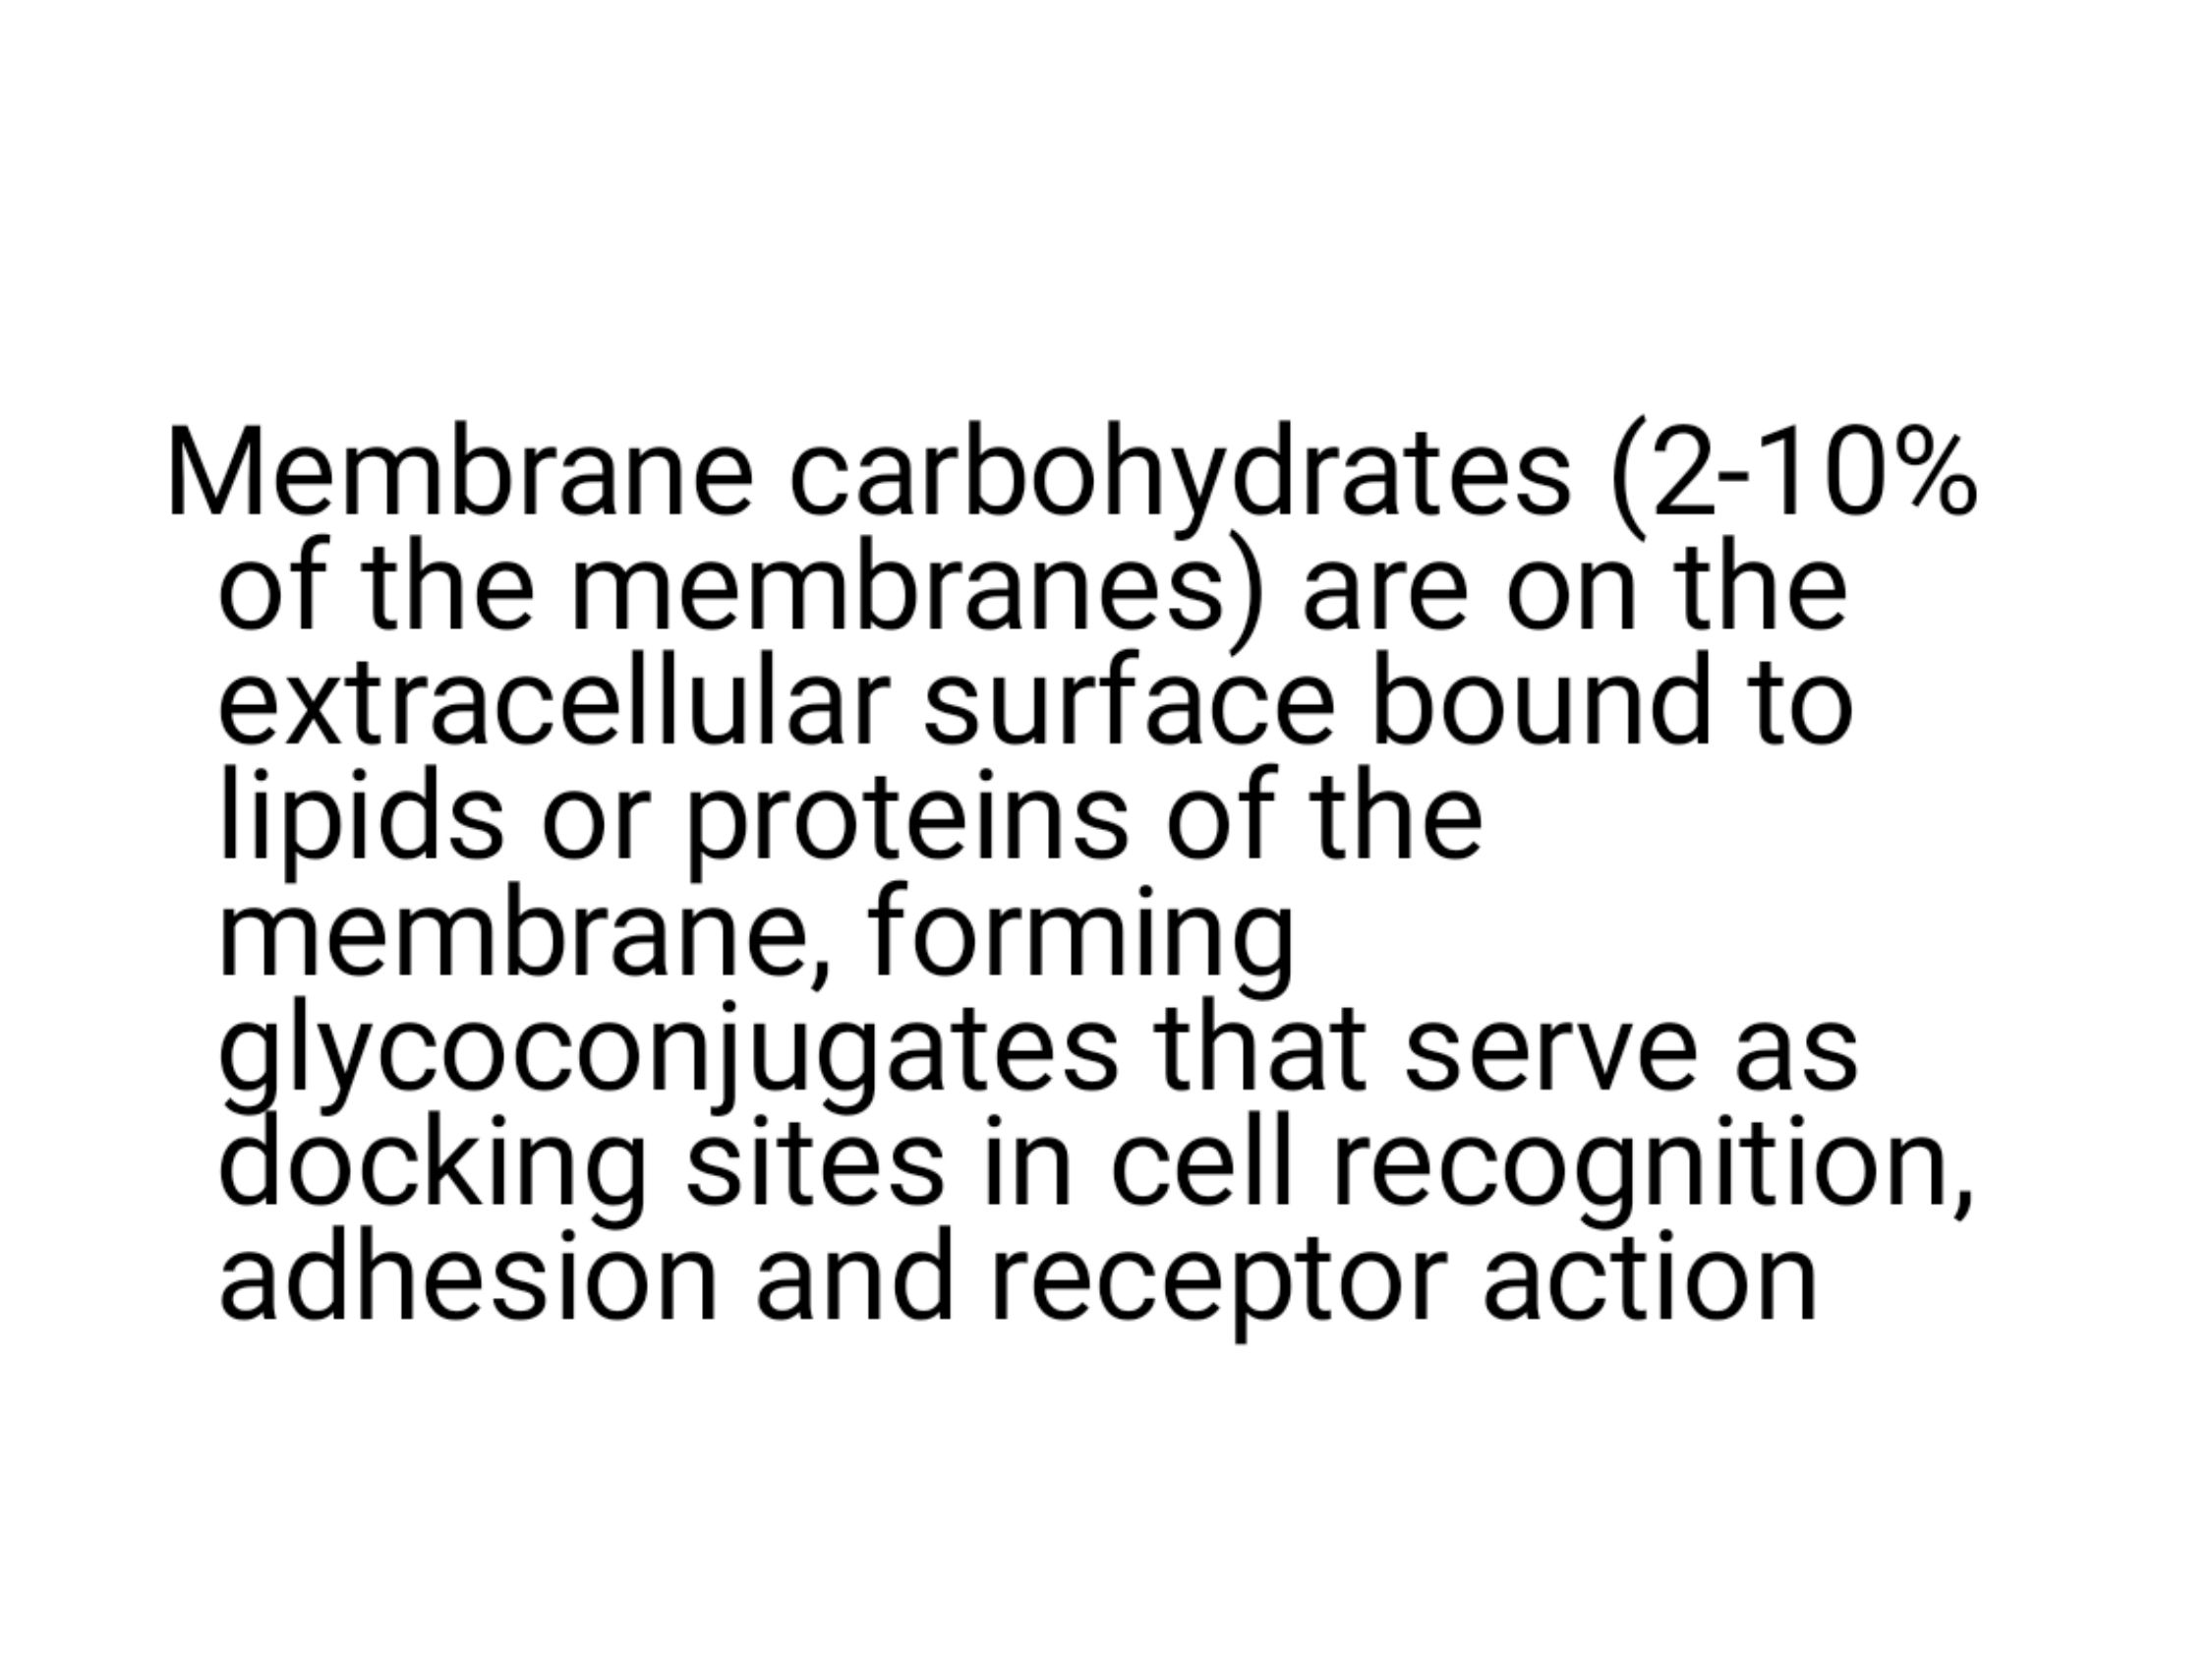 Membrane carbohydrates (2-10%
of the membranes) are on the
extracellular surface bound to
lipids or proteins of the
membrane, forming
glycoconjugates that serve as
docking sites in cell recognition,
adhesion and receptor action